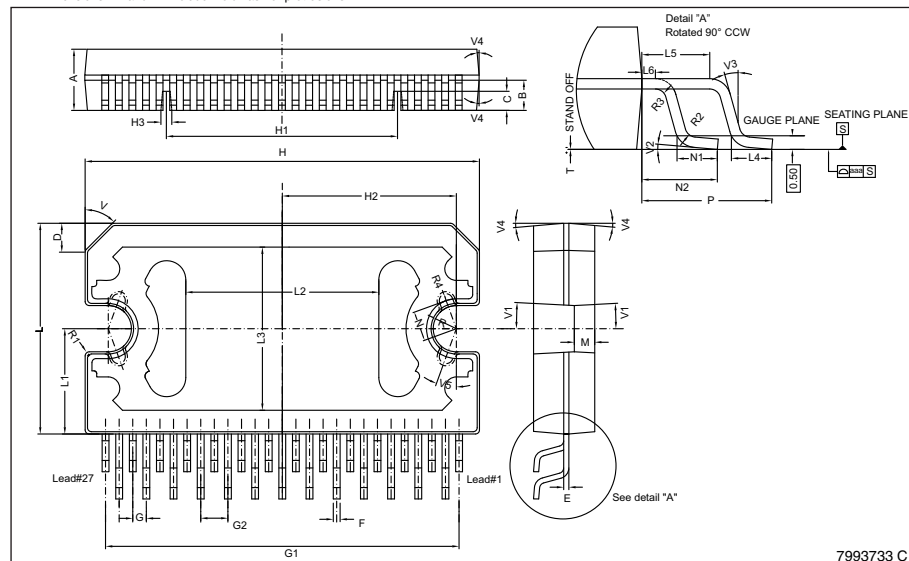 Detail "A"
Rotated 90° CCW
L5
V3
L6
V4
A
B
C
V4
H3
H1
R3
R2
STAND OFF
GAUGE PLANE
SEATING PLANE
S
V2
T
N1
L4
0.50
aaa S
N2
P
H
H2
V
D
V4
V4
L
L1
R1
L2
L3
R4
N
R
V5
V1
V1
M
Lead#27
Lead#1
G
G2
F
G1
E
See detail "A"
7993733 C